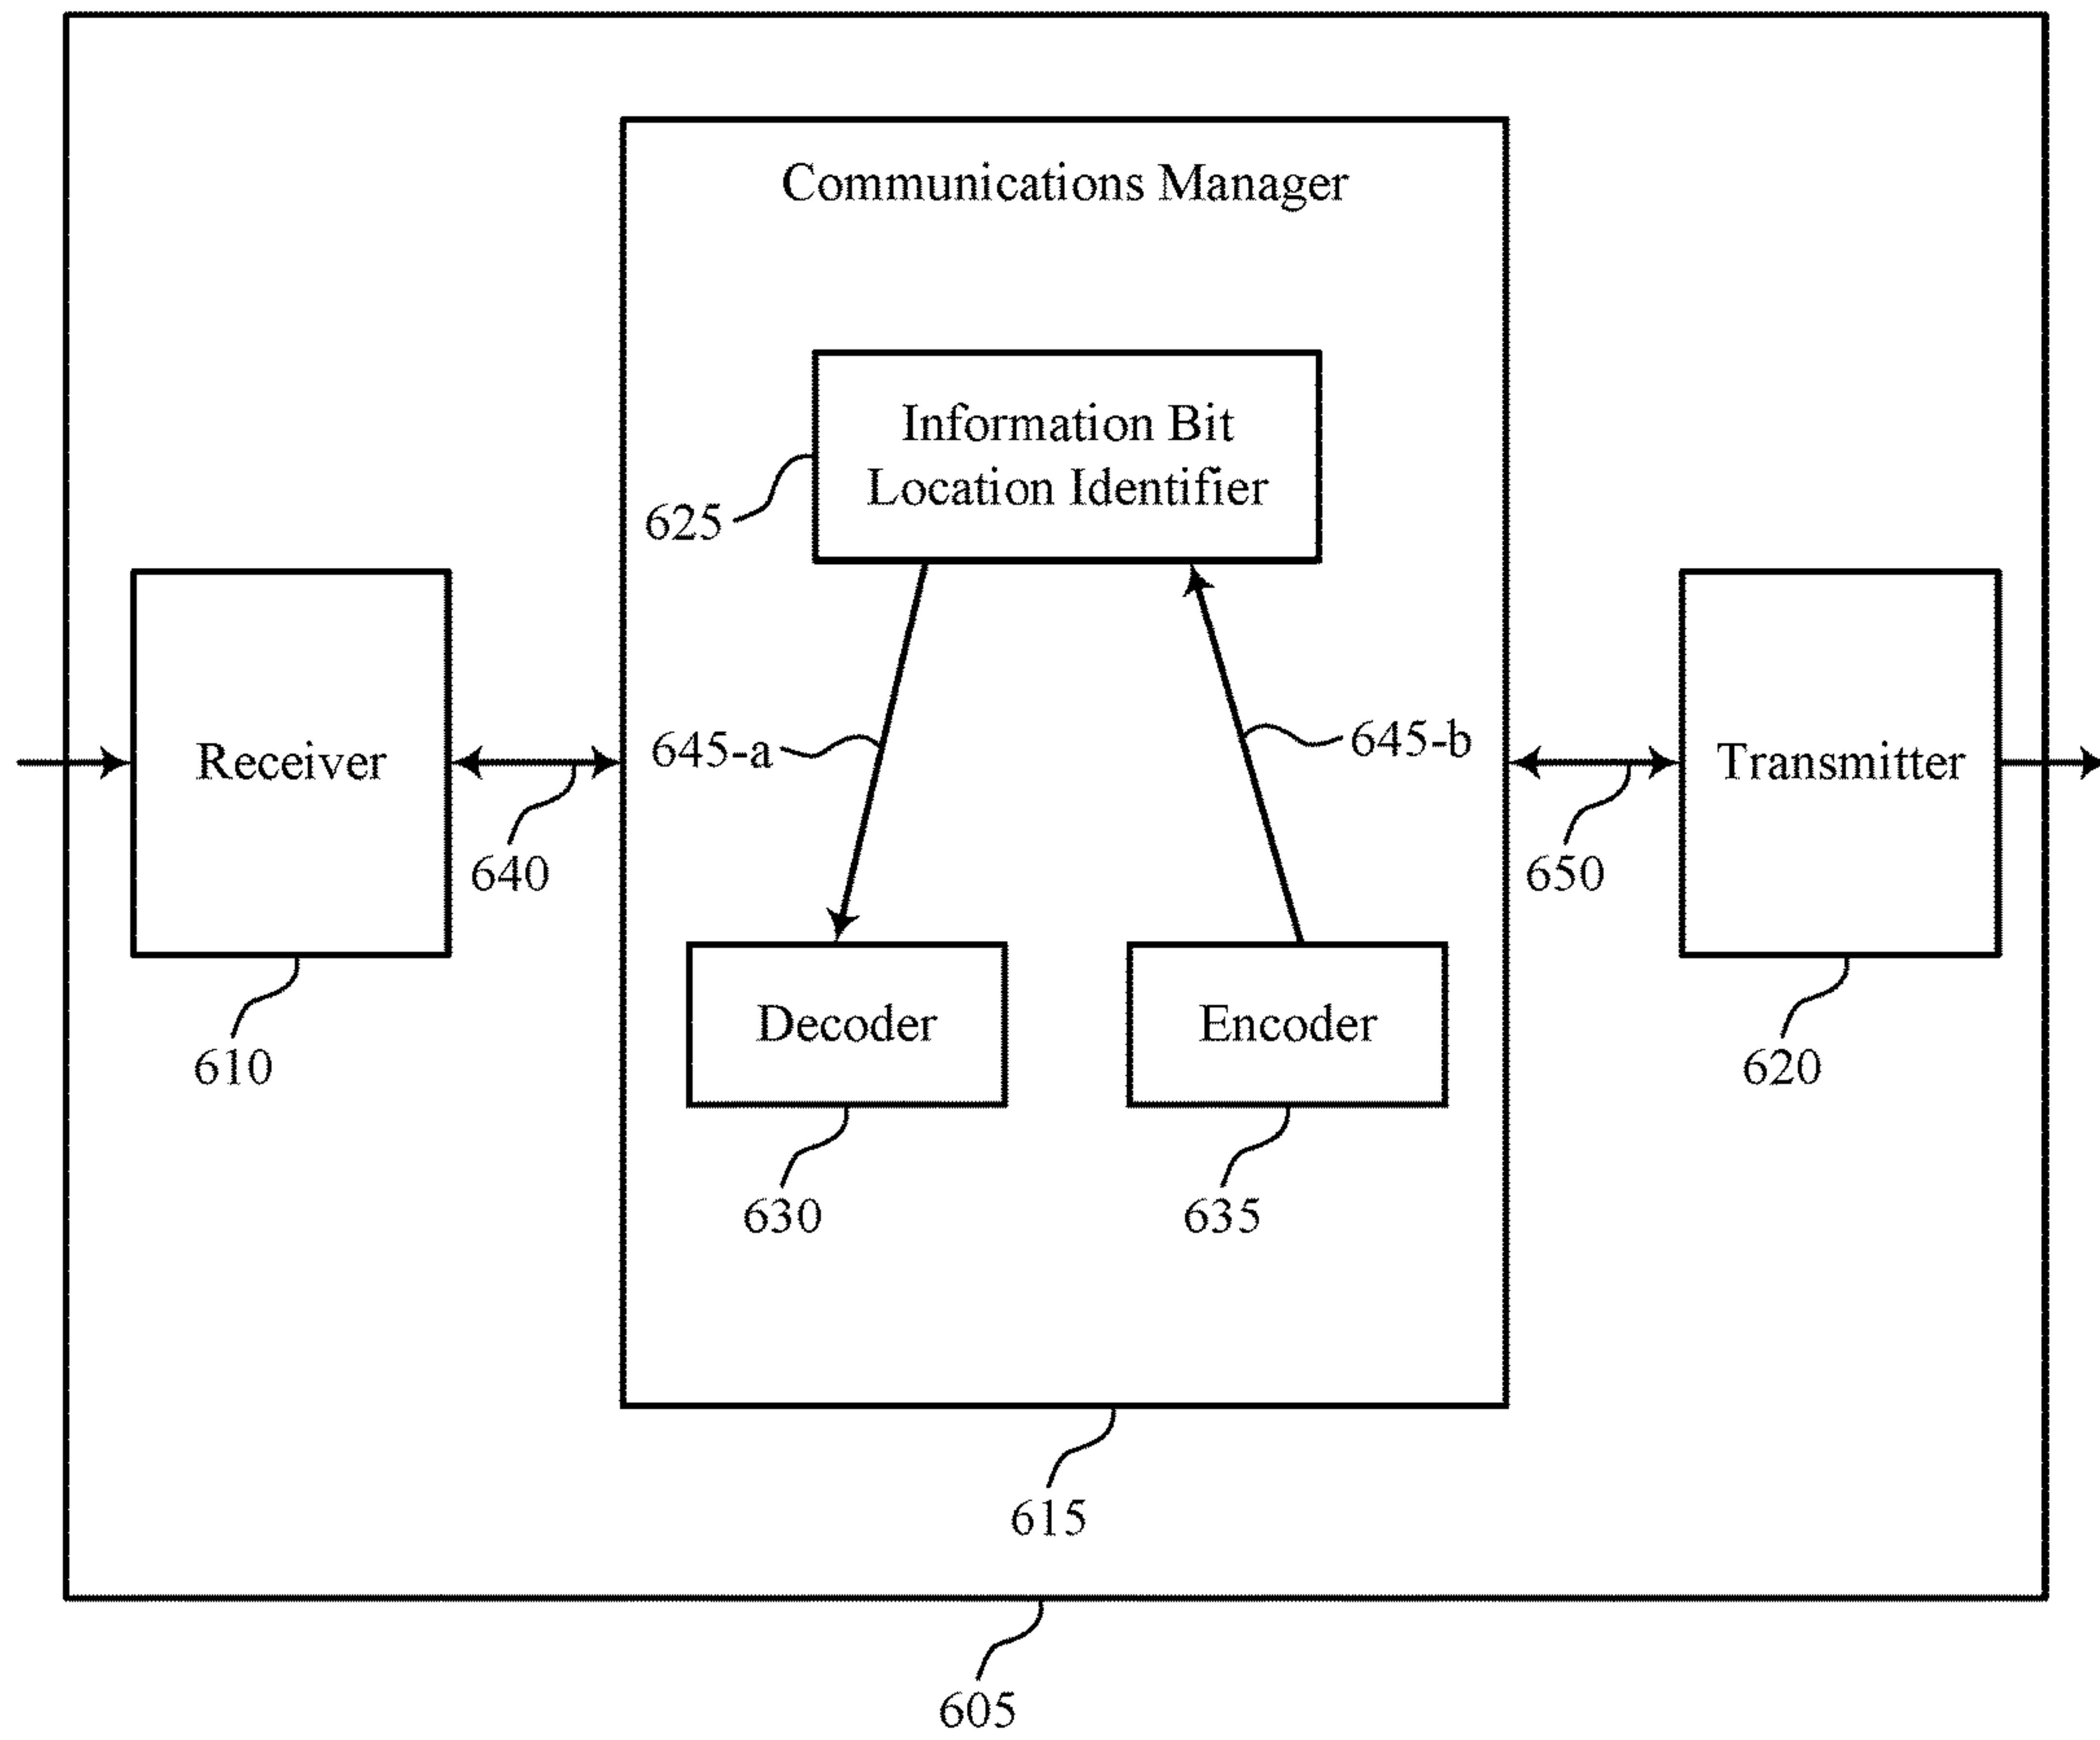 Communications Manager
Information Bit
Location Identifier
625
Receiver
645-a
645-b
Transmitter
640
650
Decoder
Encoder
610
620
630
635
615
605